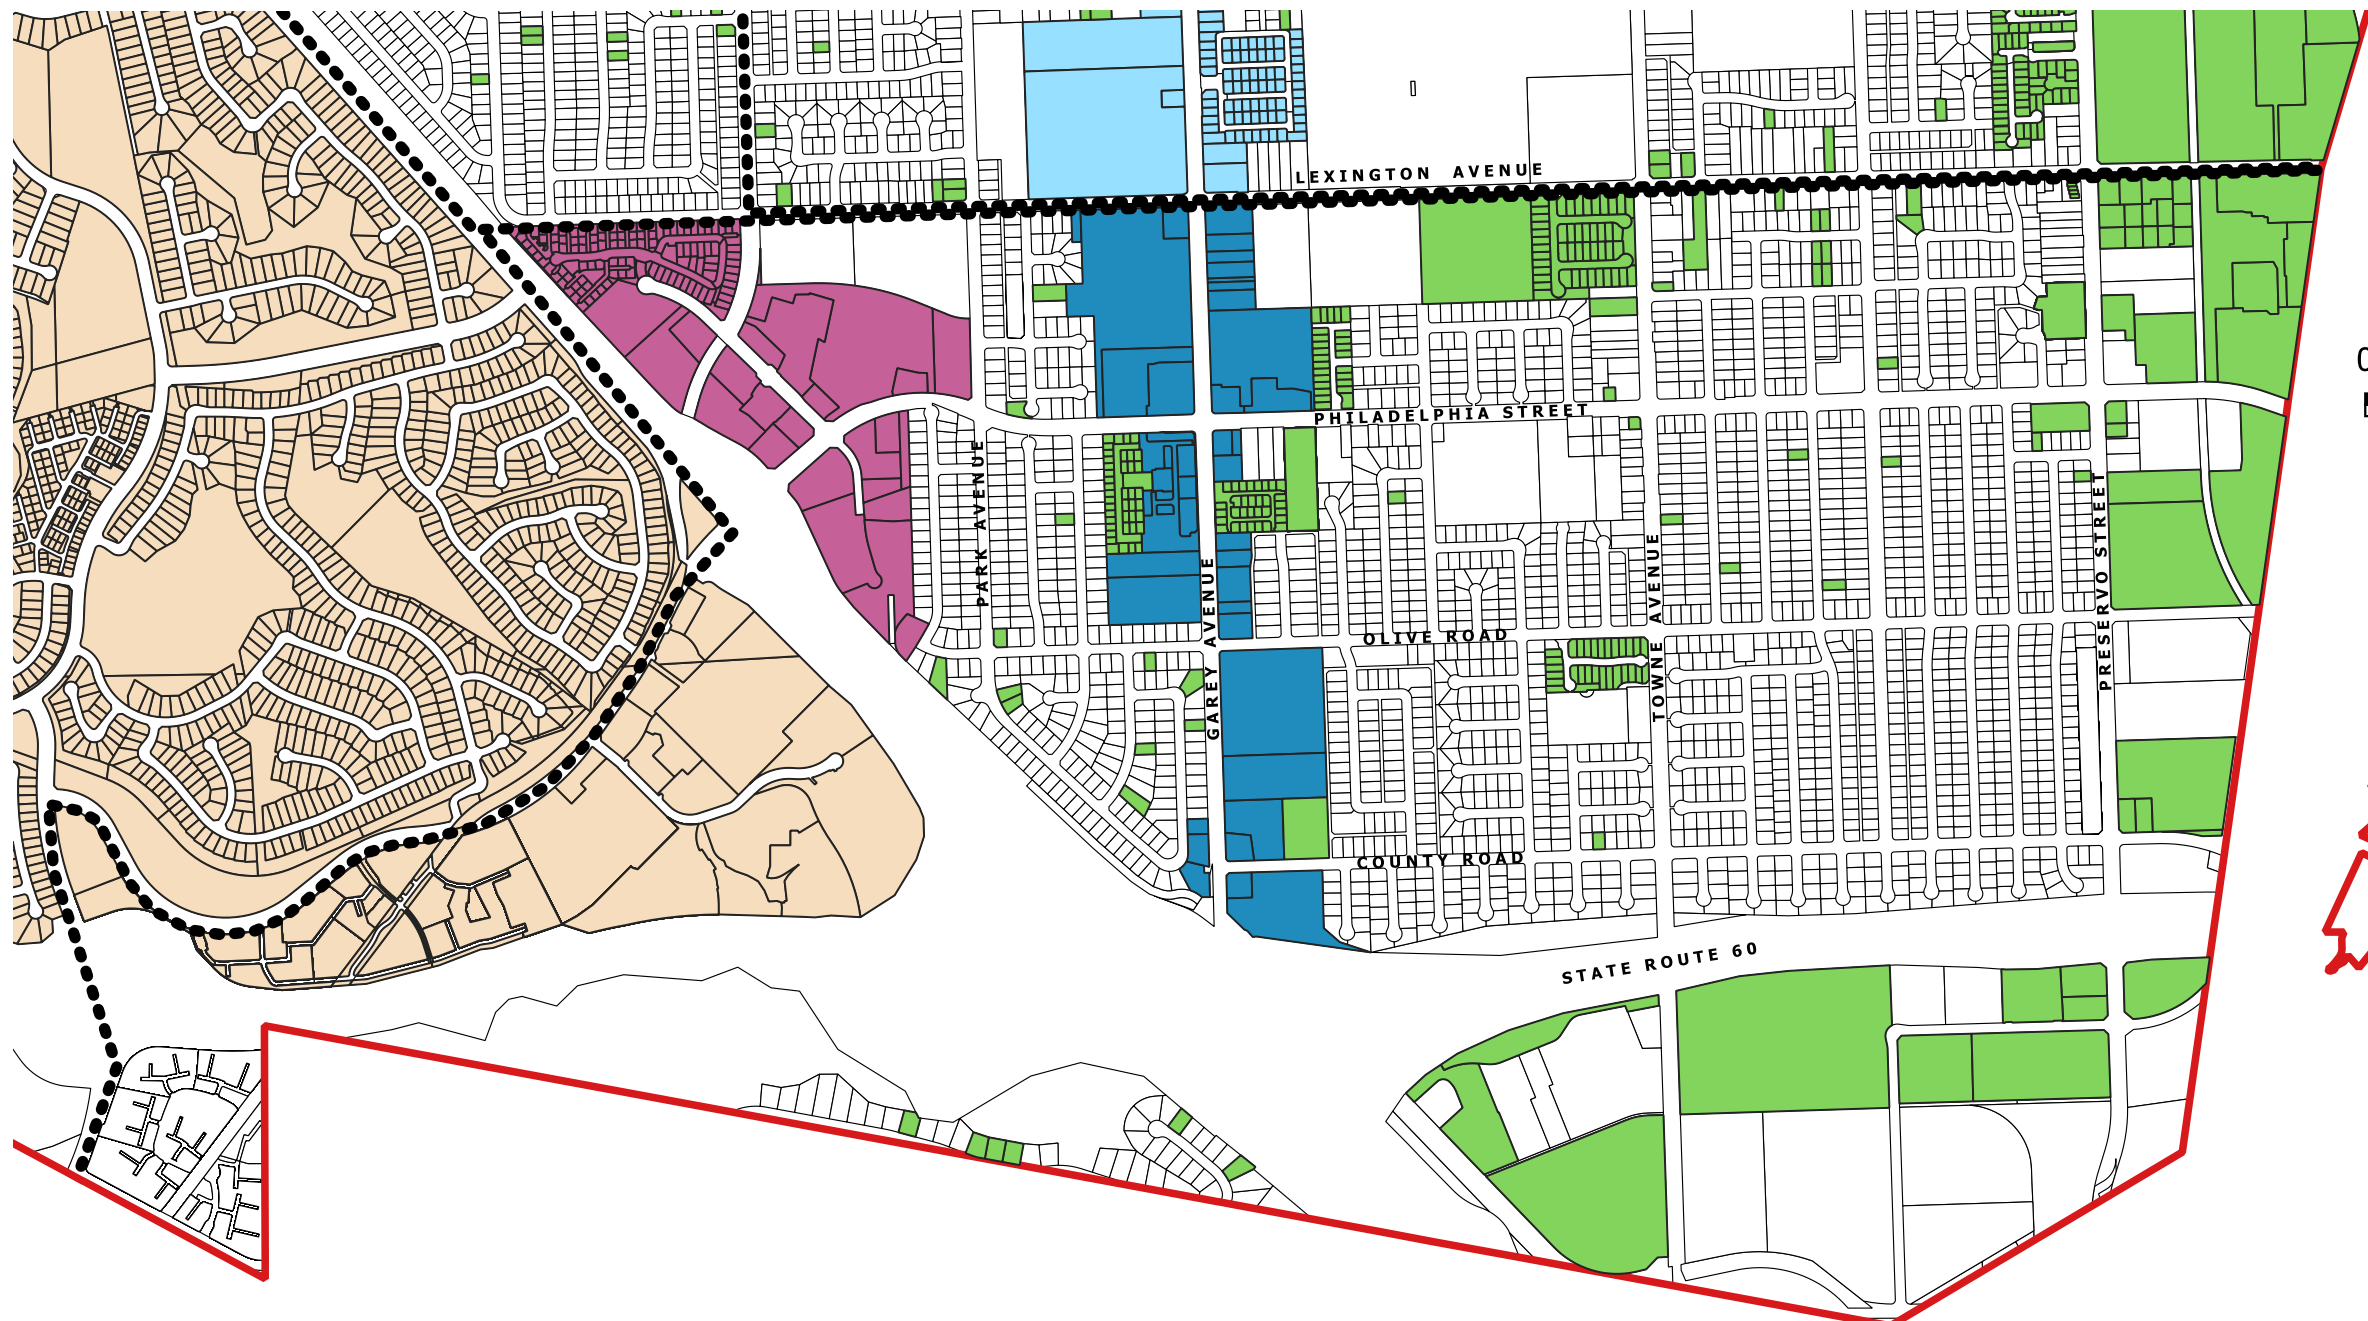 LEXINGTON AVENUE
PHILADELPHIA STREET
PARK AVENUE
GAREY AVENUE
OLIVE ROAD
TOWNE AVENUE
PRESERVO STREET
COUNTY ROAD
STATE ROUTE 60